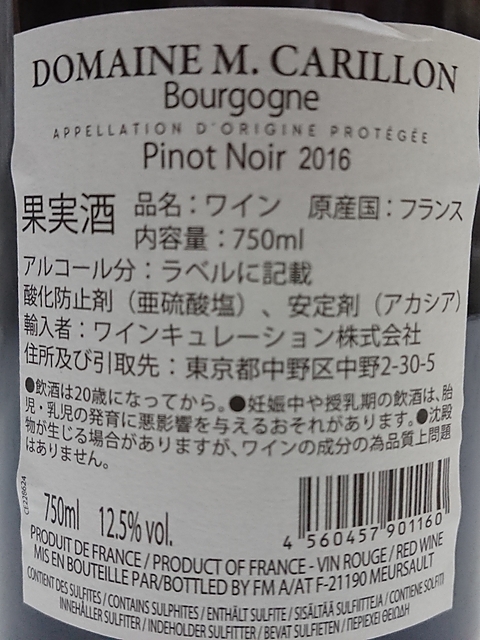 DOMAINE M. CARILLON
Bourgogne
APPELLATION D'ORIGINE PROTÉGÉE
Pinot Noir 2016
果実酒 品名:ワイン 原産国:フランス
内容量:750ml
アルコール分:ラベルに記載
酸化防止剤(亜硫酸塩)、安定剤(アカシア)
輸入者:ワインキュレーション株式会社
住所及び引取先:東京都中野区中野2-30-5
●飲酒は20歳になってから。●妊娠中や授乳期の飲酒は、胎
児・乳児の発育に悪影響を与えるおそれがあります。●沈殿
物が生じる場合がありますが、ワインの成分の為品質上問題
はありません。
C1228624
750ml 12.5% vol.
4 560457 901160
PRODUIT DE FRANCE / PRODUCT OF FRANCE - VIN ROUGE / RED WINE
MIS EN BOUTEILLE PAR/BOTTLED BY FM A/AT F-21190 MEURSAULT
CONTIENT DES SULFITES / CONTAINS SULPHITES / ENTHÄLT SULFITE / SISÄLTÄÄ SULFIITTEJA / CONTIENE SOLFITI
INNEHÅLLER SULFITER / INDEHOLDER SULFITTER / BEVAT SULFIETEN / ΠΕΡΙΕΧΕΙ ΘΕΙΩΔΗ